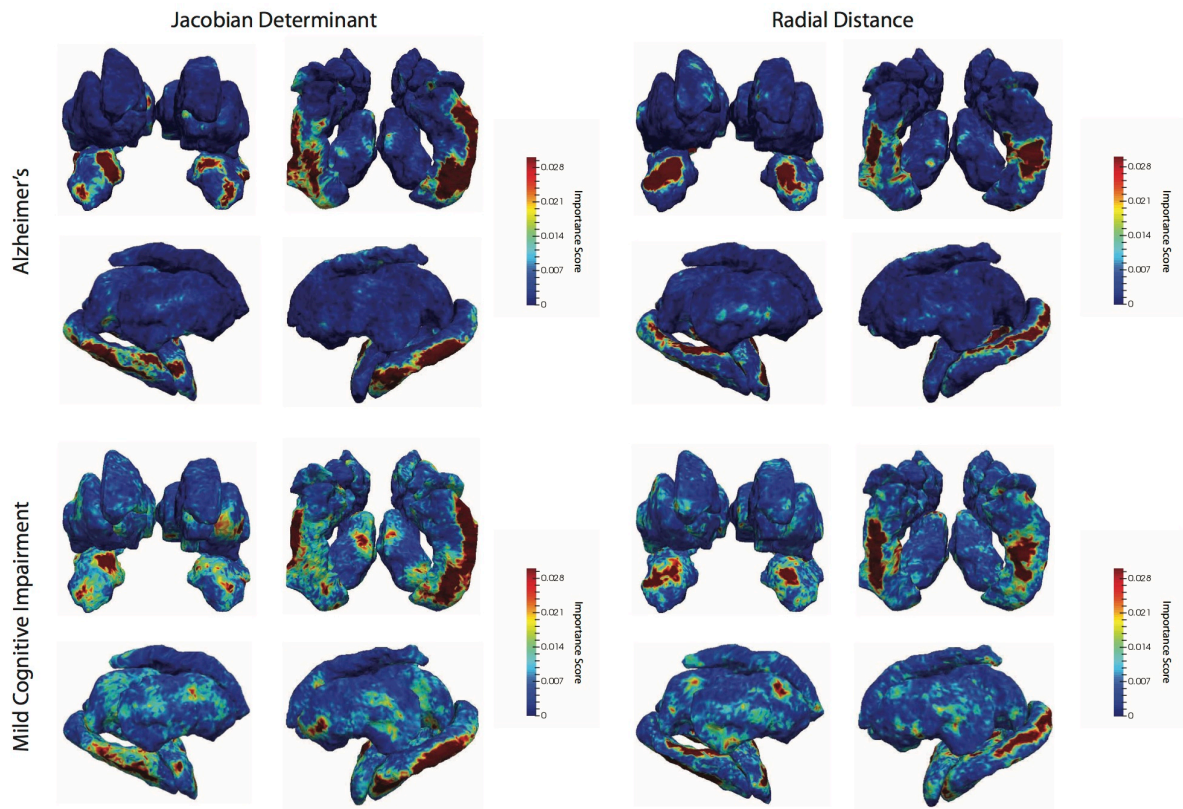 Jacobian Determinant
Radial Distance
Alzheimer's
0.028
0.021
0.014
0.007
0
Importance Score
0.028
0.021
0.014
0.007
0
Importance Score
Mild Cognitive Impairment
0.028
0.021
0.014
0.007
0
Importance Score
0.028
0.021
0.014
0.007
0
Importance Score